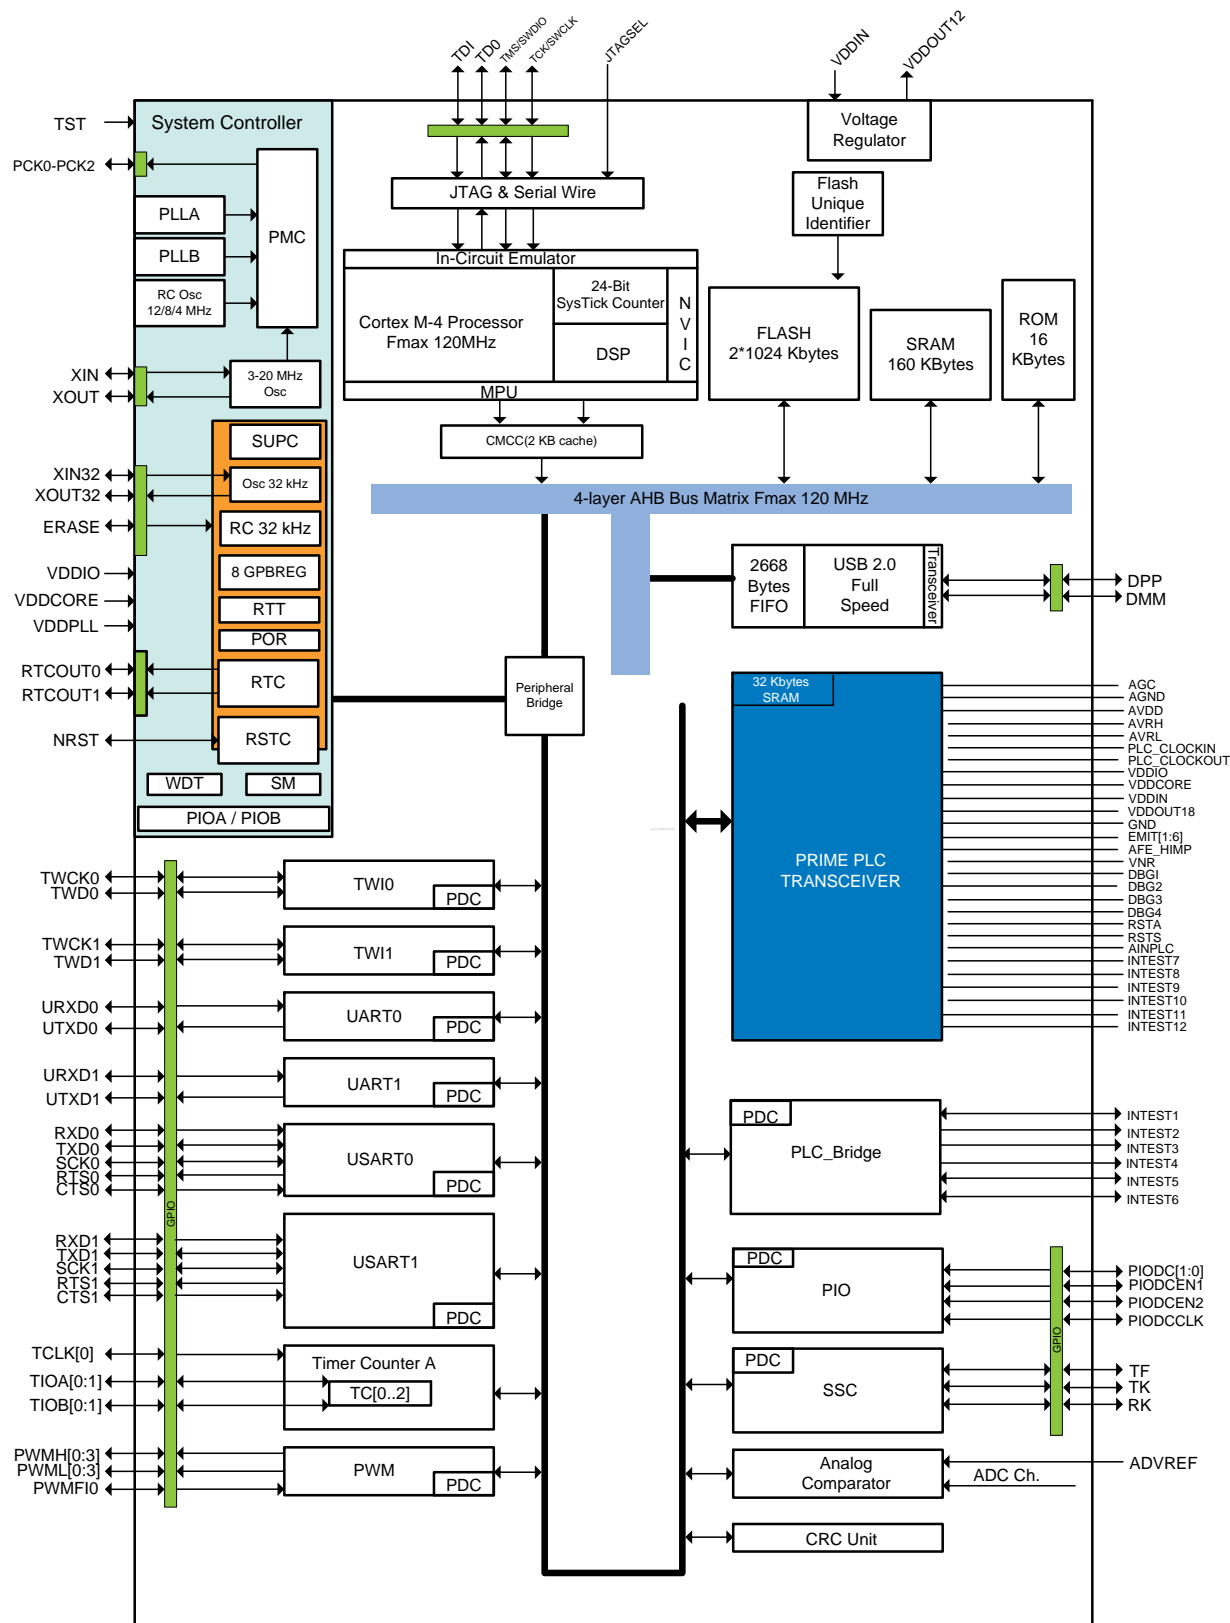 TDI
TD0
TMS/SWDIO
TCK/SWCLK
JTAGSEL
VDDIN
VDDOUT12
TST
PCK0-PCK2
System Controller
PLLA
PLLB
RC Osc
12/8/4 MHz
PMC
XIN
XOUT
3-20 MHz
Osc
SUPC
XIN32
XOUT32
ERASE
Osc 32 kHz
RC 32 kHz
VDDIO
VDDCORE
VDDPLL
8 GPBREG
RTT
POR
RTCOUT0
RTCOUT1
RTC
NRST
RSTC
WDT
SM
PIOA / PIOB
JTAG & Serial Wire
In-Circuit Emulator
Cortex M-4 Processor
Fmax 120MHz
24-Bit
SysTick Counter
DSP
N
V
I
C
MPU
CMCC(2 KB cache)
Voltage
Regulator
Flash
Unique
Identifier
FLASH
2*1024 Kbytes
SRAM
160 KBytes
ROM
16
KBytes
4-layer AHB Bus Matrix Fmax 120 MHz
2668
Bytes
FIFO
USB 2.0
Full
Speed
Transceiver
DPP
DMM
Peripheral
Bridge
32 Kbytes
SRAM
PRIME PLC
TRANSCEIVER
AGC
AGND
AVDD
AVRH
AVRL
PLC_CLOCKIN
PLC_CLOCKOUT
VDDIO
VDDCORE
VDDIN
VDDOUT18
GND
EMIT[1:6]
AFE_HIMP
VNR
DBGI
DBG2
DBG3
DBG4
RSTA
RSTS
AINPLC
INTEST7
INTEST8
INTEST9
INTEST10
INTEST11
INTEST12
TWCK0
TWD0
TWI0
PDC
TWCK1
TWD1
TWI1
PDC
URXD0
UTXD0
UART0
PDC
URXD1
UTXD1
UART1
PDC
RXD0
TXD0
SCK0
RTS0
CTS0
USART0
PDC
GPIO
RXD1
TXD1
SCK1
RTS1
CTS1
USART1
PDC
TCLK[0]
TIOA[0:1]
TIOB[0:1]
Timer Counter A
TC[0..2]
PWMH[0:3]
PWML[0:3]
PWMFI0
PWM
PDC
PDC
PLC_Bridge
INTEST1
INTEST2
INTEST3
INTEST4
INTEST5
INTEST6
PDC
PIO
PIODC[1:0]
PIODCEN1
PIODCEN2
PIODCCLK
GPIO
PDC
SSC
TF
TK
RK
Analog
Comparator
ADVREF
ADC Ch.
CRC Unit